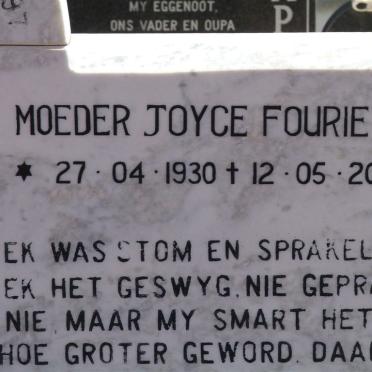 MY EGGENOOT,
ONS VADER EN OUPA
P
MOEDER JOYCE FOURIE
* 27 · 04 · 1930 † 12 · 05 · 20
EK WAS STOM EN SPRAKEL
EK HET GESWYG, NIE GEPRA
NIE, MAAR MY SMART HET
HOE GROTER GEWORD. DAA